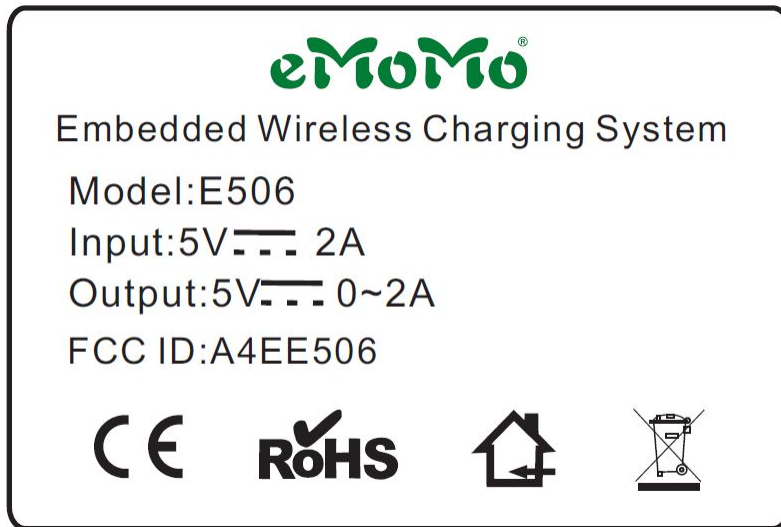 eMoMo®
Embedded Wireless Charging System
Model:E506
Input:5V⎓ 2A
Output:5V⎓ 0~2A
FCC ID:A4EE506
CE RoHS